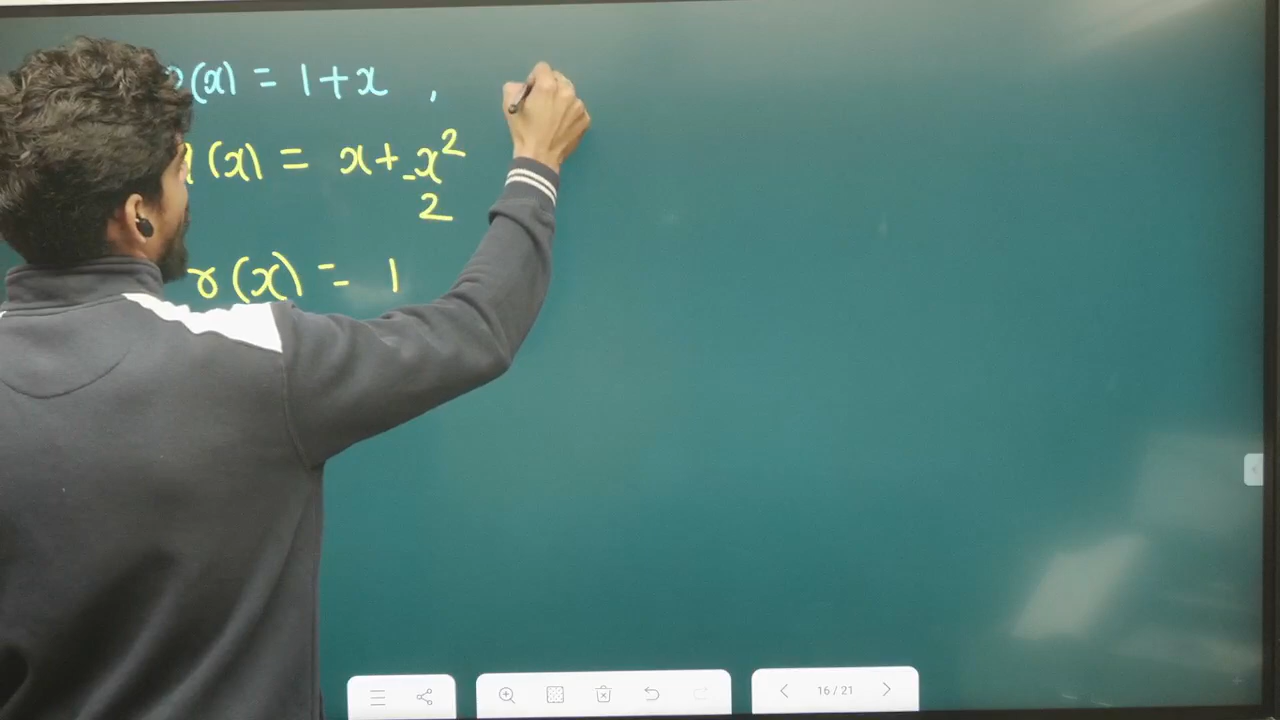 (x) = 1 + x ,
(x) = x + x²/2
r(x) = 1
16/21